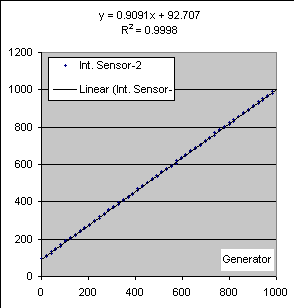 y = 0.9091x + 92.707
R² = 0.9998
1200
Int. Sensor-2
Linear (Int. Sensor-
1000
800
600
400
200
0
Generator
0 200 400 600 800 1000